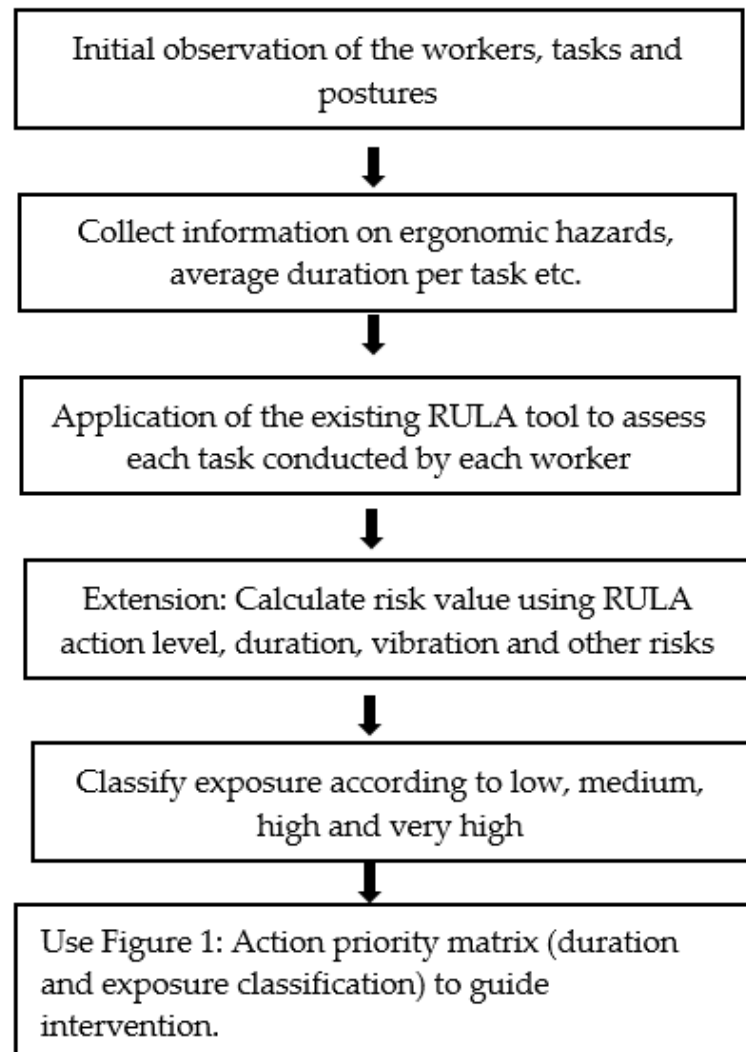 Initial observation of the workers, tasks and
postures
Collect information on ergonomic hazards,
average duration per task etc.
Application of the existing RULA tool to assess
each task conducted by each worker
Extension: Calculate risk value using RULA
action level, duration, vibration and other risks
Classify exposure according to low, medium,
high and very high
Use Figure 1: Action priority matrix (duration
and exposure classification) to guide
intervention.